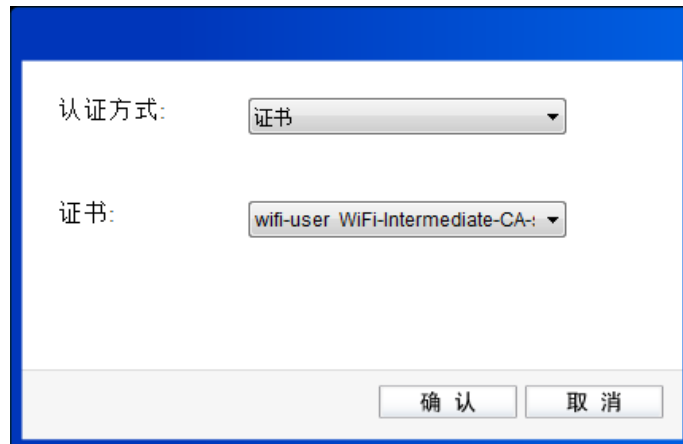 认证方式: 证书
证书: wifi-user WiFi-Intermediate-CA-
确 认 取 消